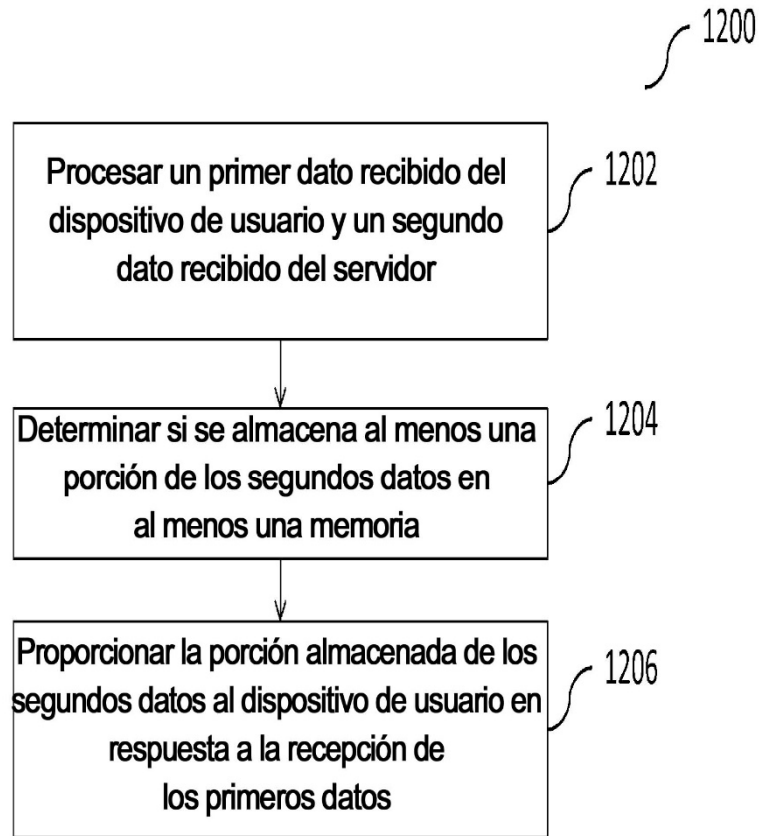 1200
Procesar un primer dato recibido del
dispositivo de usuario y un segundo
dato recibido del servidor
1202
Determinar si se almacena al menos una
porción de los segundos datos en
al menos una memoria
1204
Proporcionar la porción almacenada de los
segundos datos al dispositivo de usuario en
respuesta a la recepción de
los primeros datos
1206